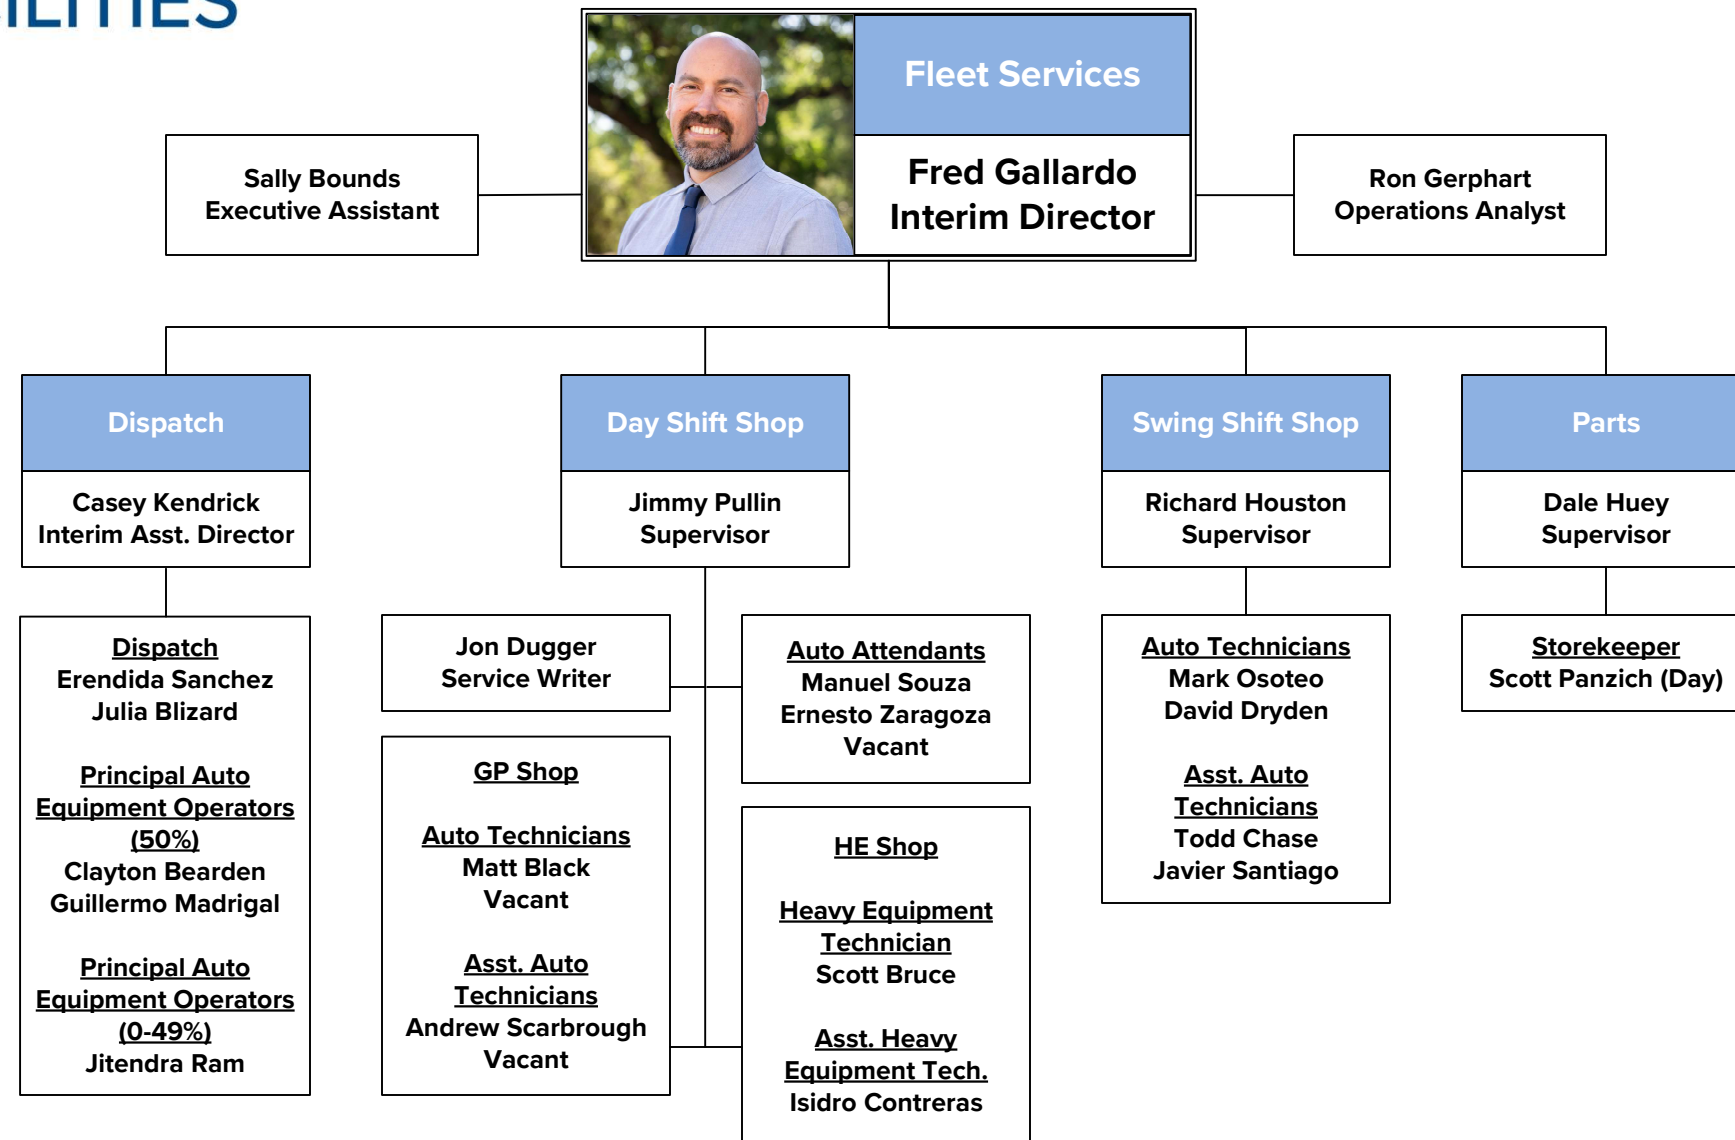 Fleet Services
Fred Gallardo
Interim Director
Sally Bounds
Executive Assistant
Ron Gerphart
Operations Analyst
Dispatch
Casey Kendrick
Interim Asst. Director
Dispatch
Erendida Sanchez
Julia Blizard
Principal Auto
Equipment Operators
(50%)
Clayton Bearden
Guillermo Madrigal
Principal Auto
Equipment Operators
(0-49%)
Jitendra Ram
Day Shift Shop
Jimmy Pullin
Supervisor
Jon Dugger
Service Writer
GP Shop
Auto Technicians
Matt Black
Vacant
Asst. Auto
Technicians
Andrew Scarbrough
Vacant
Auto Attendants
Manuel Souza
Ernesto Zaragoza
Vacant
HE Shop
Heavy Equipment
Technician
Scott Bruce
Asst. Heavy
Equipment Tech.
Isidro Contreras
Swing Shift Shop
Richard Houston
Supervisor
Auto Technicians
Mark Osoteo
David Dryden
Asst. Auto
Technicians
Todd Chase
Javier Santiago
Parts
Dale Huey
Supervisor
Storekeeper
Scott Panzich (Day)